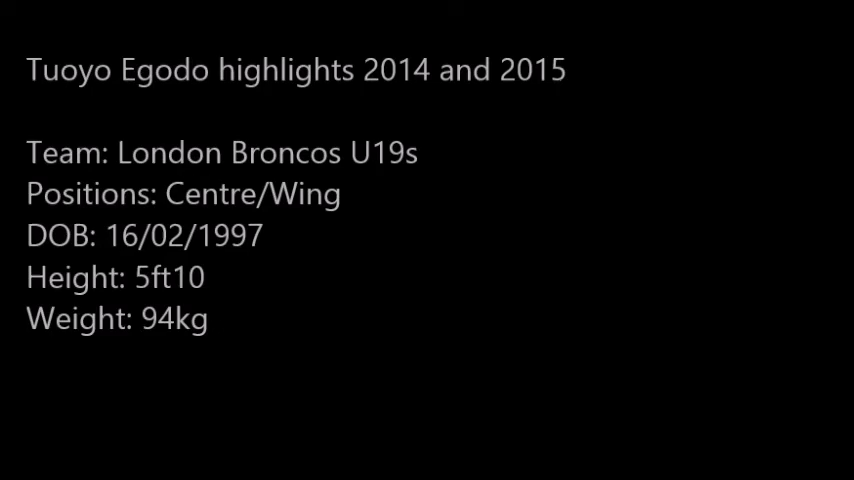 Tuoyo Egodo highlights 2014 and 2015
Team: London Broncos U19s
Positions: Centre/Wing
DOB: 16/02/1997
Height: 5ft10
Weight: 94kg